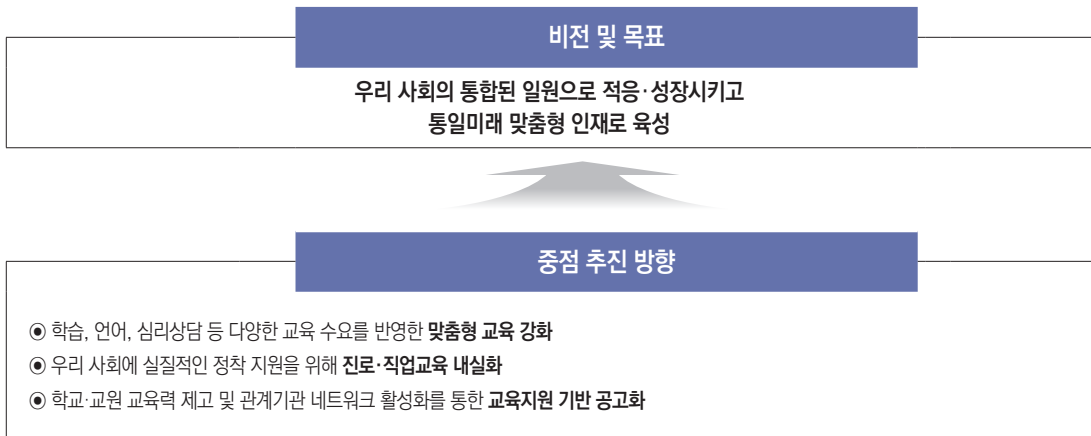 비전 및 목표
우리 사회의 통합된 일원으로 적응·성장시키고
통일미래 맞춤형 인재로 육성
중점 추진 방향
◉ 학습, 언어, 심리상담 등 다양한 교육 수요를 반영한 맞춤형 교육 강화
◉ 우리 사회에 실질적인 정착 지원을 위해 진로·직업교육 내실화
◉ 학교·교원 교육력 제고 및 관계기관 네트워크 활성화를 통한 교육지원 기반 공고화